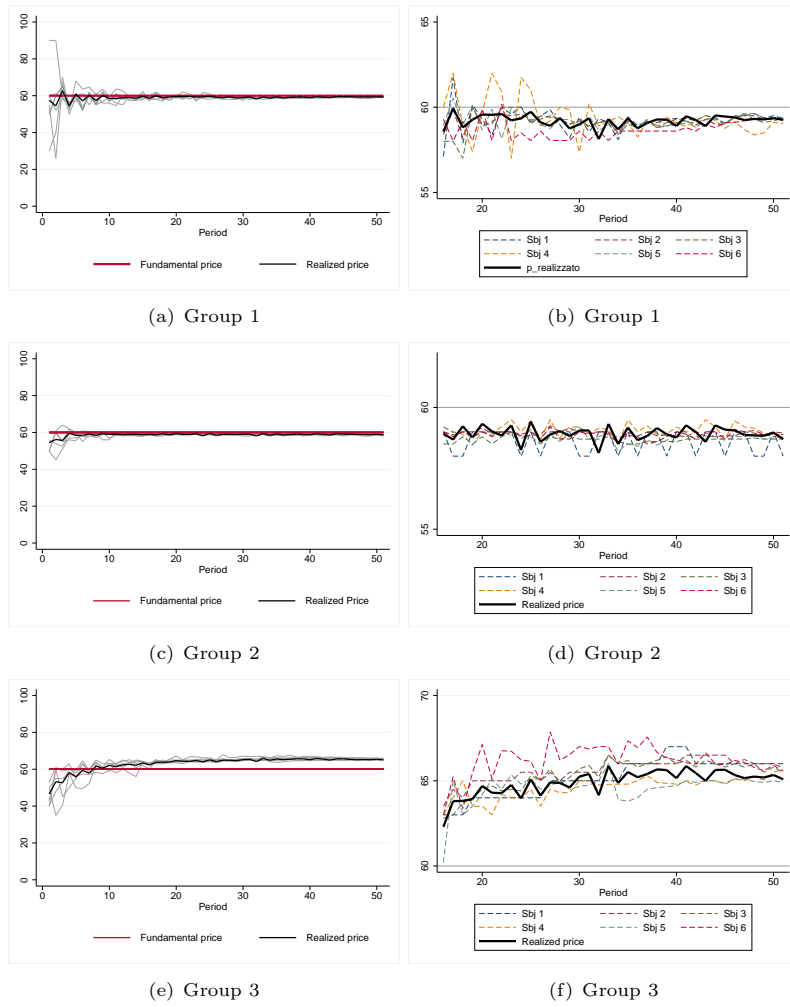 100
80
60
40
20
0
0 10 20 30 40 50
Period
Fundamental price Realized price
(a) Group 1
65
60
55
20 30 40 50
Period
Sbj 1 Sbj 2 Sbj 3
Sbj 4 Sbj 5 Sbj 6
p_realizzato
(b) Group 1
100
80
60
40
20
0
0 10 20 30 40 50
Period
Fundamental price Realized Price
(c) Group 2
60
55
20 30 40 50
Period
Sbj 1 Sbj 2 Sbj 3
Sbj 4 Sbj 5 Sbj 6
Realized price
(d) Group 2
100
80
60
40
20
0
0 10 20 30 40 50
Period
Fundamental price Realized price
(e) Group 3
70
65
60
20 30 40 50
Period
Sbj 1 Sbj 2 Sbj 3
Sbj 4 Sbj 5 Sbj 6
Realized price
(f) Group 3